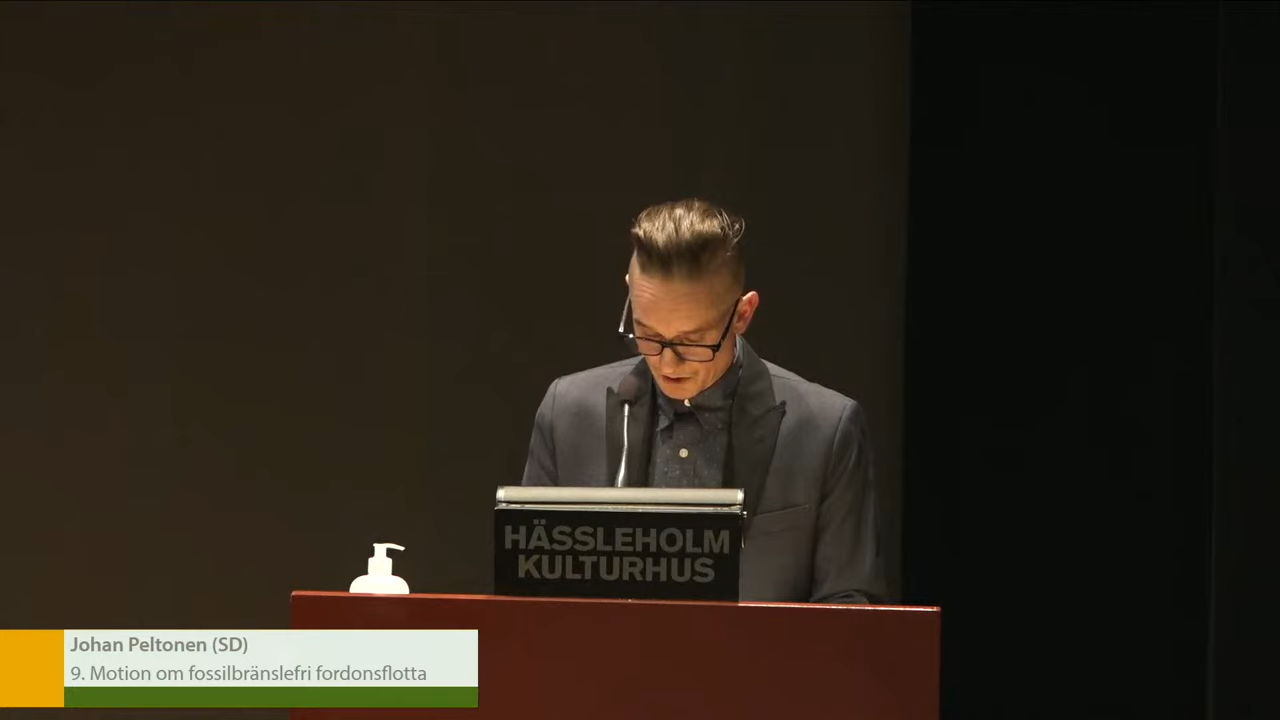 HÄSSLEHOLM
KULTURHUS
Johan Peltonen (SD)
9. Motion om fossilbränslefri fordonsflotta